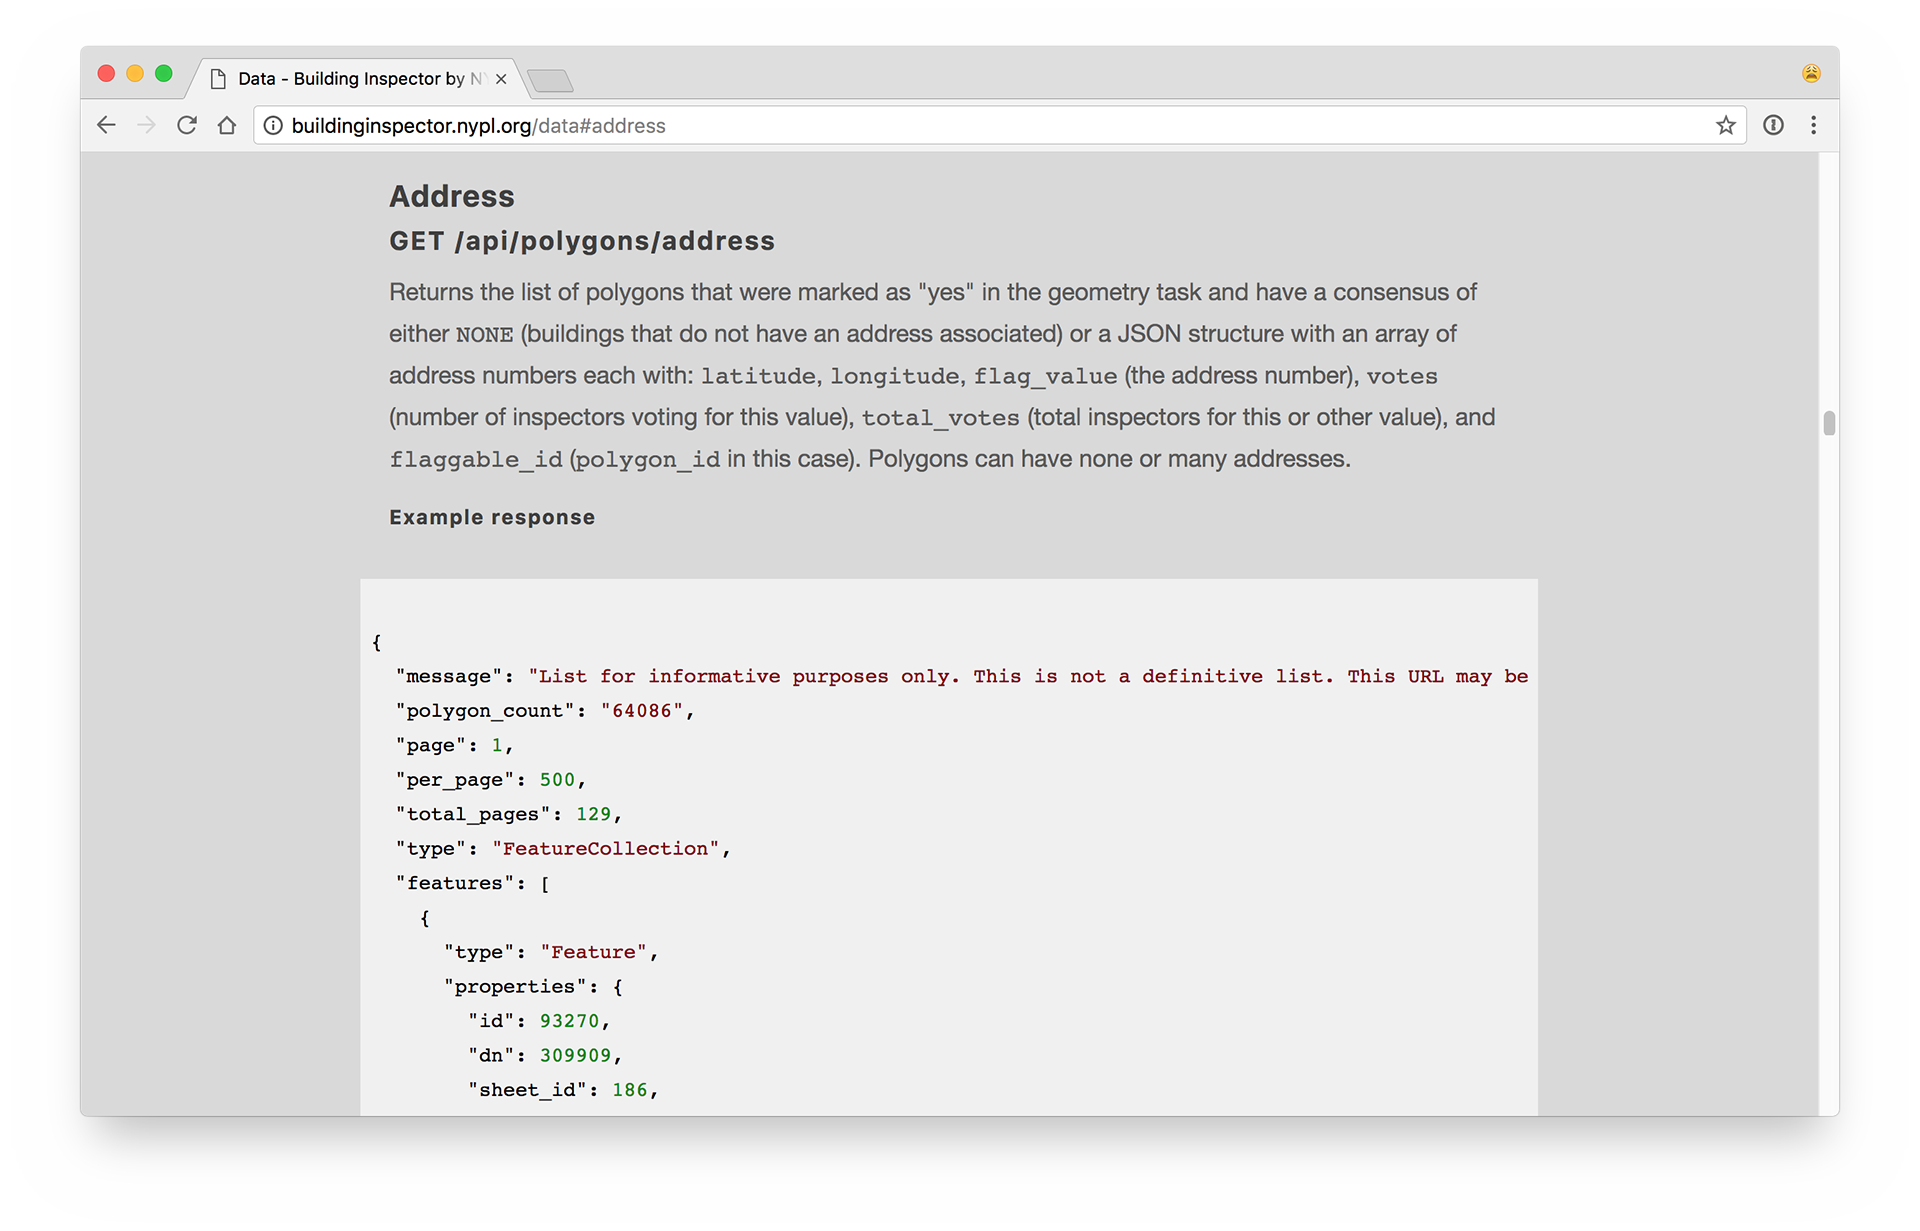 Data - Building Inspector by NY
buildinginspector.nypl.org/data#address
Address
GET /api/polygons/address
Returns the list of polygons that were marked as "yes" in the geometry task and have a consensus of
either NONE (buildings that do not have an address associated) or a JSON structure with an array of
address numbers each with: latitude, longitude, flag_value (the address number), votes
(number of inspectors voting for this value), total_votes (total inspectors for this or other value), and
flaggable_id (polygon_id in this case). Polygons can have none or many addresses.
Example response
{
"message": "List for informative purposes only. This is not a definitive list. This URL may be
"polygon_count": "64086",
"page": 1,
"per_page": 500,
"total_pages": 129,
"type": "FeatureCollection",
"features": [
{
"type": "Feature",
"properties": {
"id": 93270,
"dn": 309909,
"sheet_id": 186,